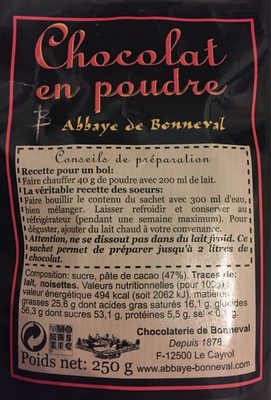 Chocolat
en poudre
Abbaye de Bonneval
Conseils de préparation
Recette pour un bol:
Faire chauffer 40 g de poudre avec 200 ml de lait.
La véritable recette des soeurs:
Faire bouillir le contenu du sachet avec 300 ml d'eau,
bien mélanger. Laisser refroidir et conserver au
réfrigérateur (pendant une semaine maximum). Pour
déguster, ajouter du lait chaud à votre convenance.
Attention, ne se dissout pas dans du lait froid. Ce
sachet permet de préparer jusqu'à 2 litres de
chocolat.
Composition: sucre, pâte de cacao (47%). Traces de:
lait, noisettes. Valeurs nutritionnelles (pour 100g):
valeur énergétique 494 kcal (soit 2062 kJ), matières
grasses 25,6 g dont acides gras saturés 16,1 g, glucides
56,3 g dont sucres 53,1 g, protéines 5,5 g, sel <
MONASTIC
Chocolaterie de Bonneval
Depuis 1878
F-12500 Le Cayrol
Poids net: 250 g www.abbaye-bonneval.com